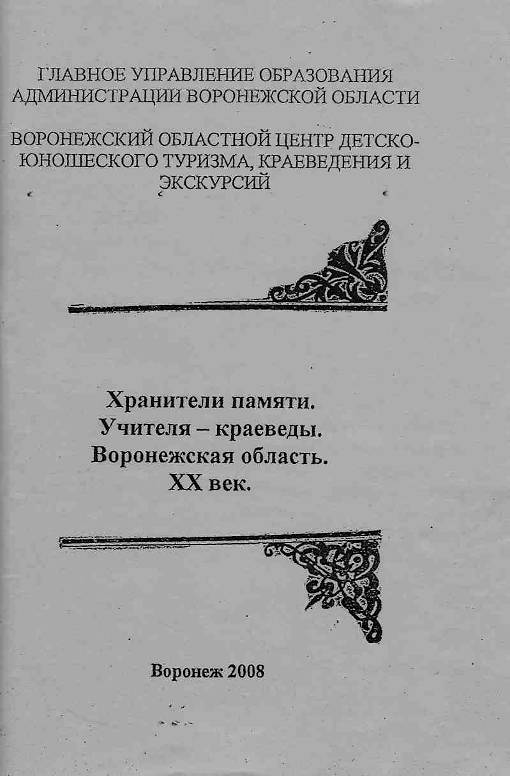 ГЛАВНОЕ УПРАВЛЕНИЕ ОБРАЗОВАНИЯ
АДМИНИСТРАЦИИ ВОРОНЕЖСКОЙ ОБЛАСТИ
ВОРОНЕЖСКИЙ ОБЛАСТНОЙ ЦЕНТР ДЕТСКО-
ЮНОШЕСКОГО ТУРИЗМА, КРАЕВЕДЕНИЯ И
ЭКСКУРСИЙ
Хранители памяти.
Учителя – краеведы.
Воронежская область.
XX век.
Воронеж 2008